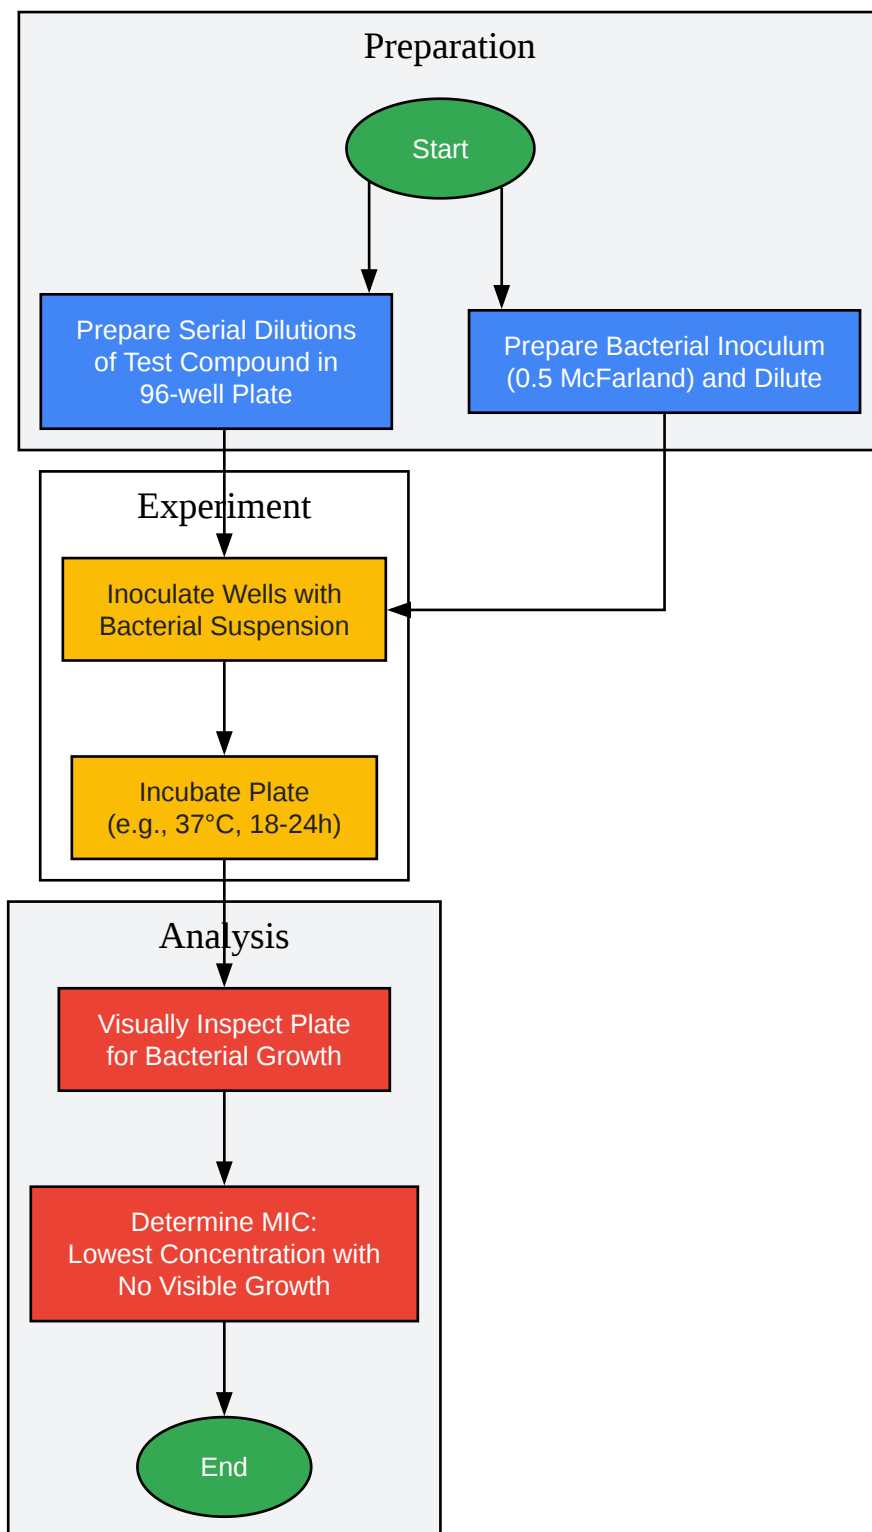 Preparation
Start
Prepare Serial Dilutions
of Test Compound in
96-well Plate
Prepare Bacterial Inoculum
(0.5 McFarland) and Dilute
Experiment
Inoculate Wells with
Bacterial Suspension
Incubate Plate
(e.g., 37°C, 18-24h)
Analysis
Visually Inspect Plate
for Bacterial Growth
Determine MIC:
Lowest Concentration with
No Visible Growth
End